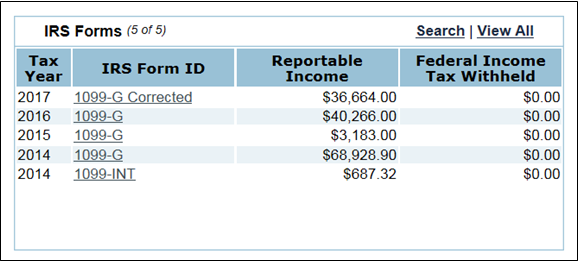 IRS Forms (5 of 5) Search | View All
Tax Year IRS Form ID Reportable Income Federal Income Tax Withheld
2017 1099-G Corrected $36,664.00 $0.00
2016 1099-G $40,266.00 $0.00
2015 1099-G $3,183.00 $0.00
2014 1099-G $68,928.90 $0.00
2014 1099-INT $687.32 $0.00